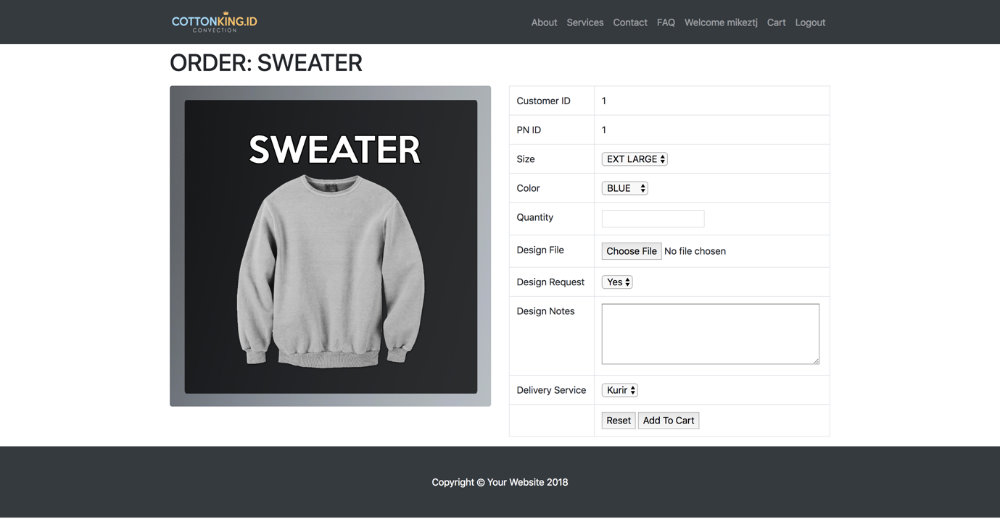 COTTONKING.ID
CONVECTION
About Services Contact FAQ Welcome mikeztj Cart Logout
ORDER: SWEATER
SWEATER
Customer ID 1
PN ID 1
Size EXT LARGE
Color BLUE
Quantity
Design File Choose File No file chosen
Design Request Yes
Design Notes
Delivery Service Kurir
Reset Add To Cart
Copyright © Your Website 2018